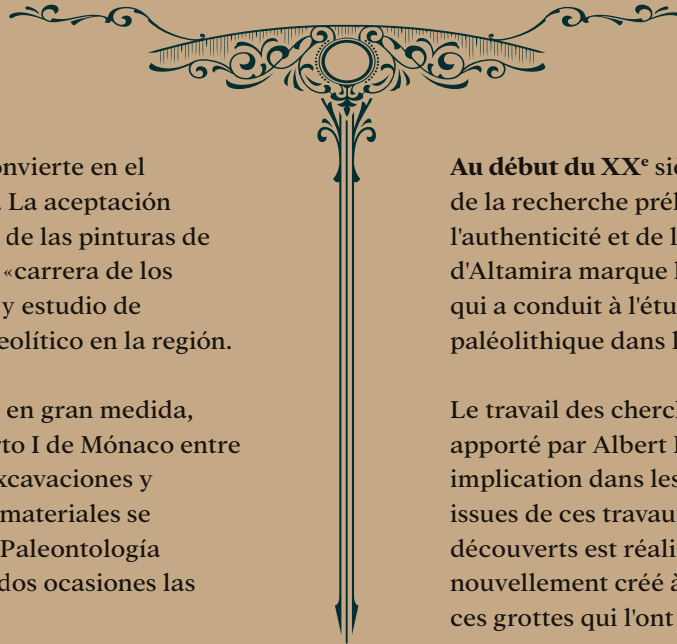 onvierte en el
. La aceptación
de las pinturas de
«carrera de los
y estudio de
eolítico en la región.
en gran medida,
rto I de Mónaco entre
xcavaciones y
materiales se
Paleontología
dos ocasiones las
Au début du XXᵉ siè
de la recherche préh
l'authenticité et de l
d'Altamira marque l
qui a conduit à l'étu
paléolithique dans l
Le travail des cherch
apporté par Albert I
implication dans les
issues de ces travau
découverts est réali
nouvellement créé à
ces grottes qui l'ont